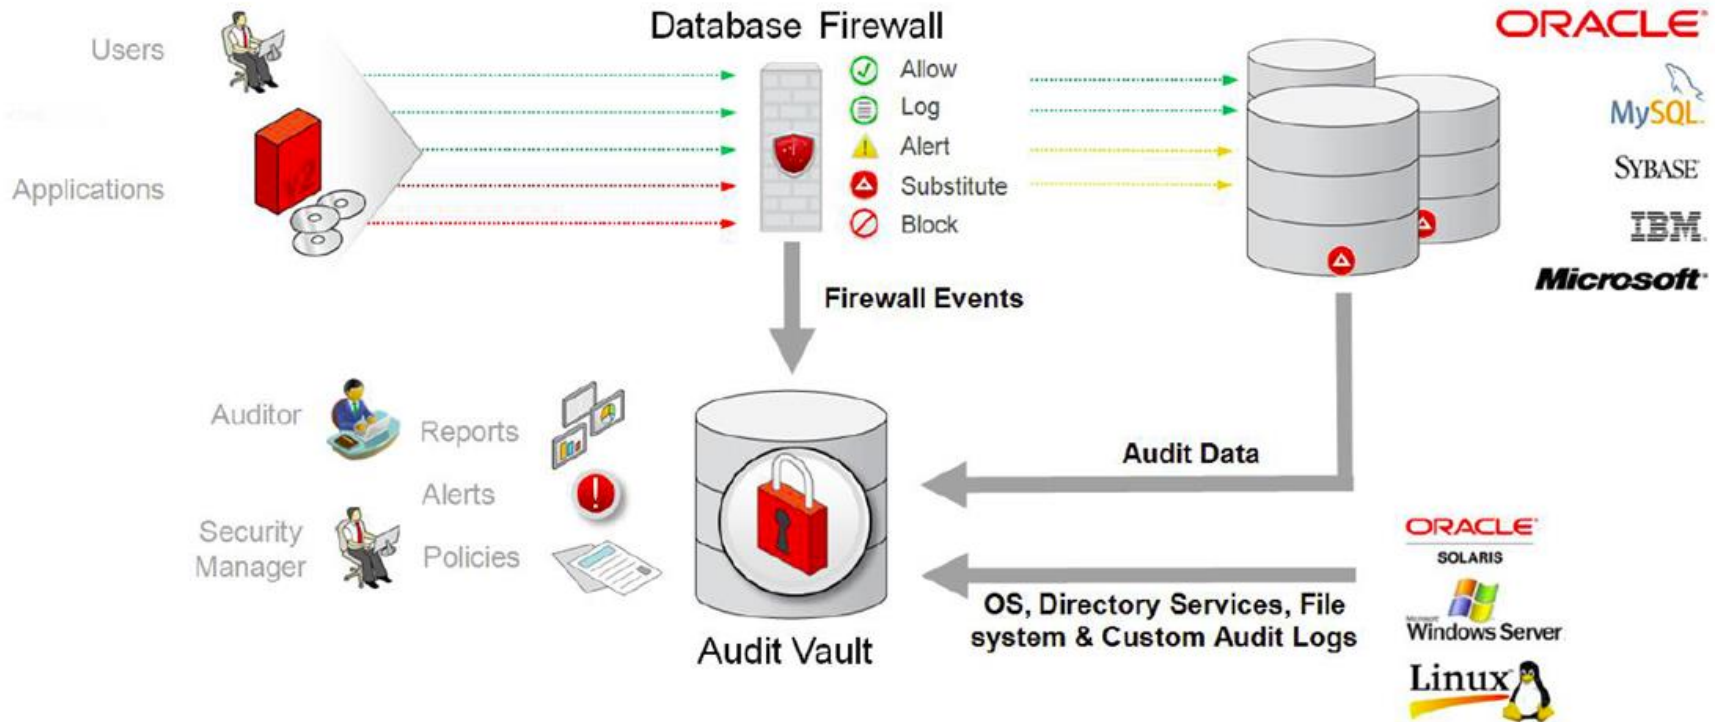 Database Firewall
Users
Applications
v2
Allow
Log
Alert
Substitute
Block
ORACLE
MySQL
SYBASE
IBM
Microsoft
Firewall Events
Auditor
Reports
Alerts
Security
Manager
Policies
Audit Vault
Audit Data
OS, Directory Services, File
system & Custom Audit Logs
ORACLE
SOLARIS
Microsoft
Windows Server
Linux